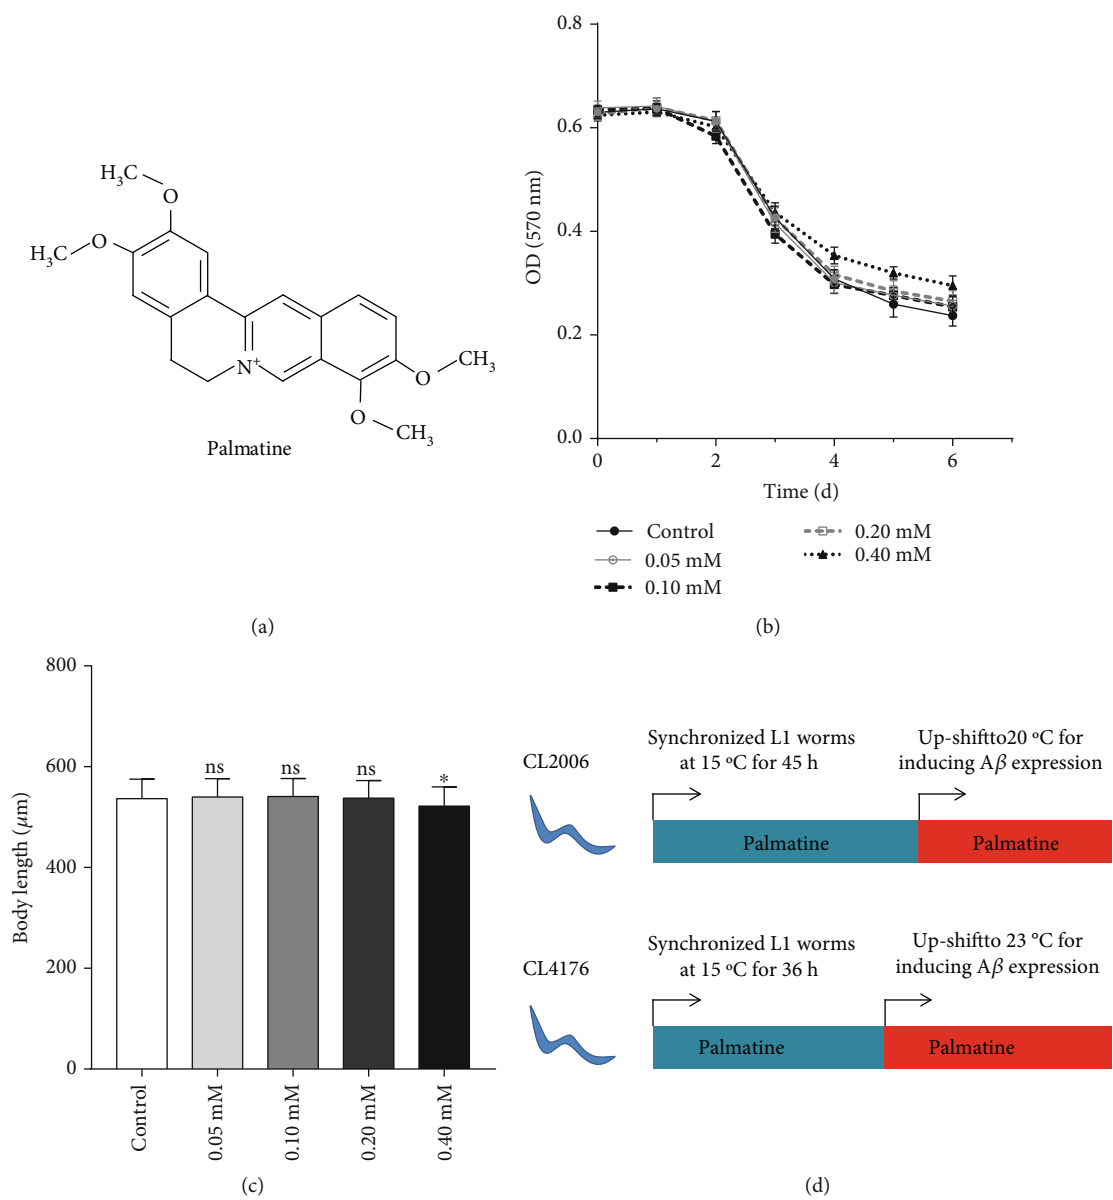 H₃C
O
H₃C
O
N⁺
O
CH₃
O
CH₃
Palmatine
(a)
0.8
0.6
0.4
0.2
0.0
OD (570 nm)
0
2
4
6
Time (d)
Control
0.05 mM
0.10 mM
0.20 mM
0.40 mM
(b)
800
600
400
200
0
Body length (μm)
ns
ns
ns
*
Control
0.05 mM
0.10 mM
0.20 mM
0.40 mM
(c)
CL2006
Synchronized L1 worms
at 15 ºC for 45 h
Up-shiftto20 ºC for
inducing Aβ expression
Palmatine
Palmatine
CL4176
Synchronized L1 worms
at 15 ºC for 36 h
Up-shiftto 23 °C for
inducing Aβ expression
Palmatine
Palmatine
(d)